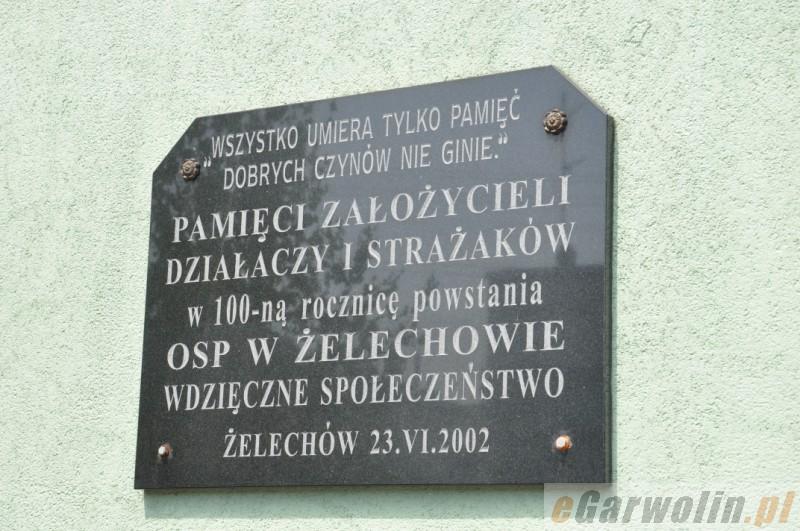 "WSZYSTKO UMIERA TYLKO PAMIĘĆ
DOBRYCH CZYNÓW NIE GINIE."
PAMIĘCI ZAŁOŻYCIELI
DZIAŁACZY I STRAŻAKÓW
w 100-ną rocznicę powstania
OSP W ŻELECHOWIE
WDZIĘCZNE SPOŁECZEŃSTWO
ŻELECHÓW 23.VI.2002
eGarwolin.pl